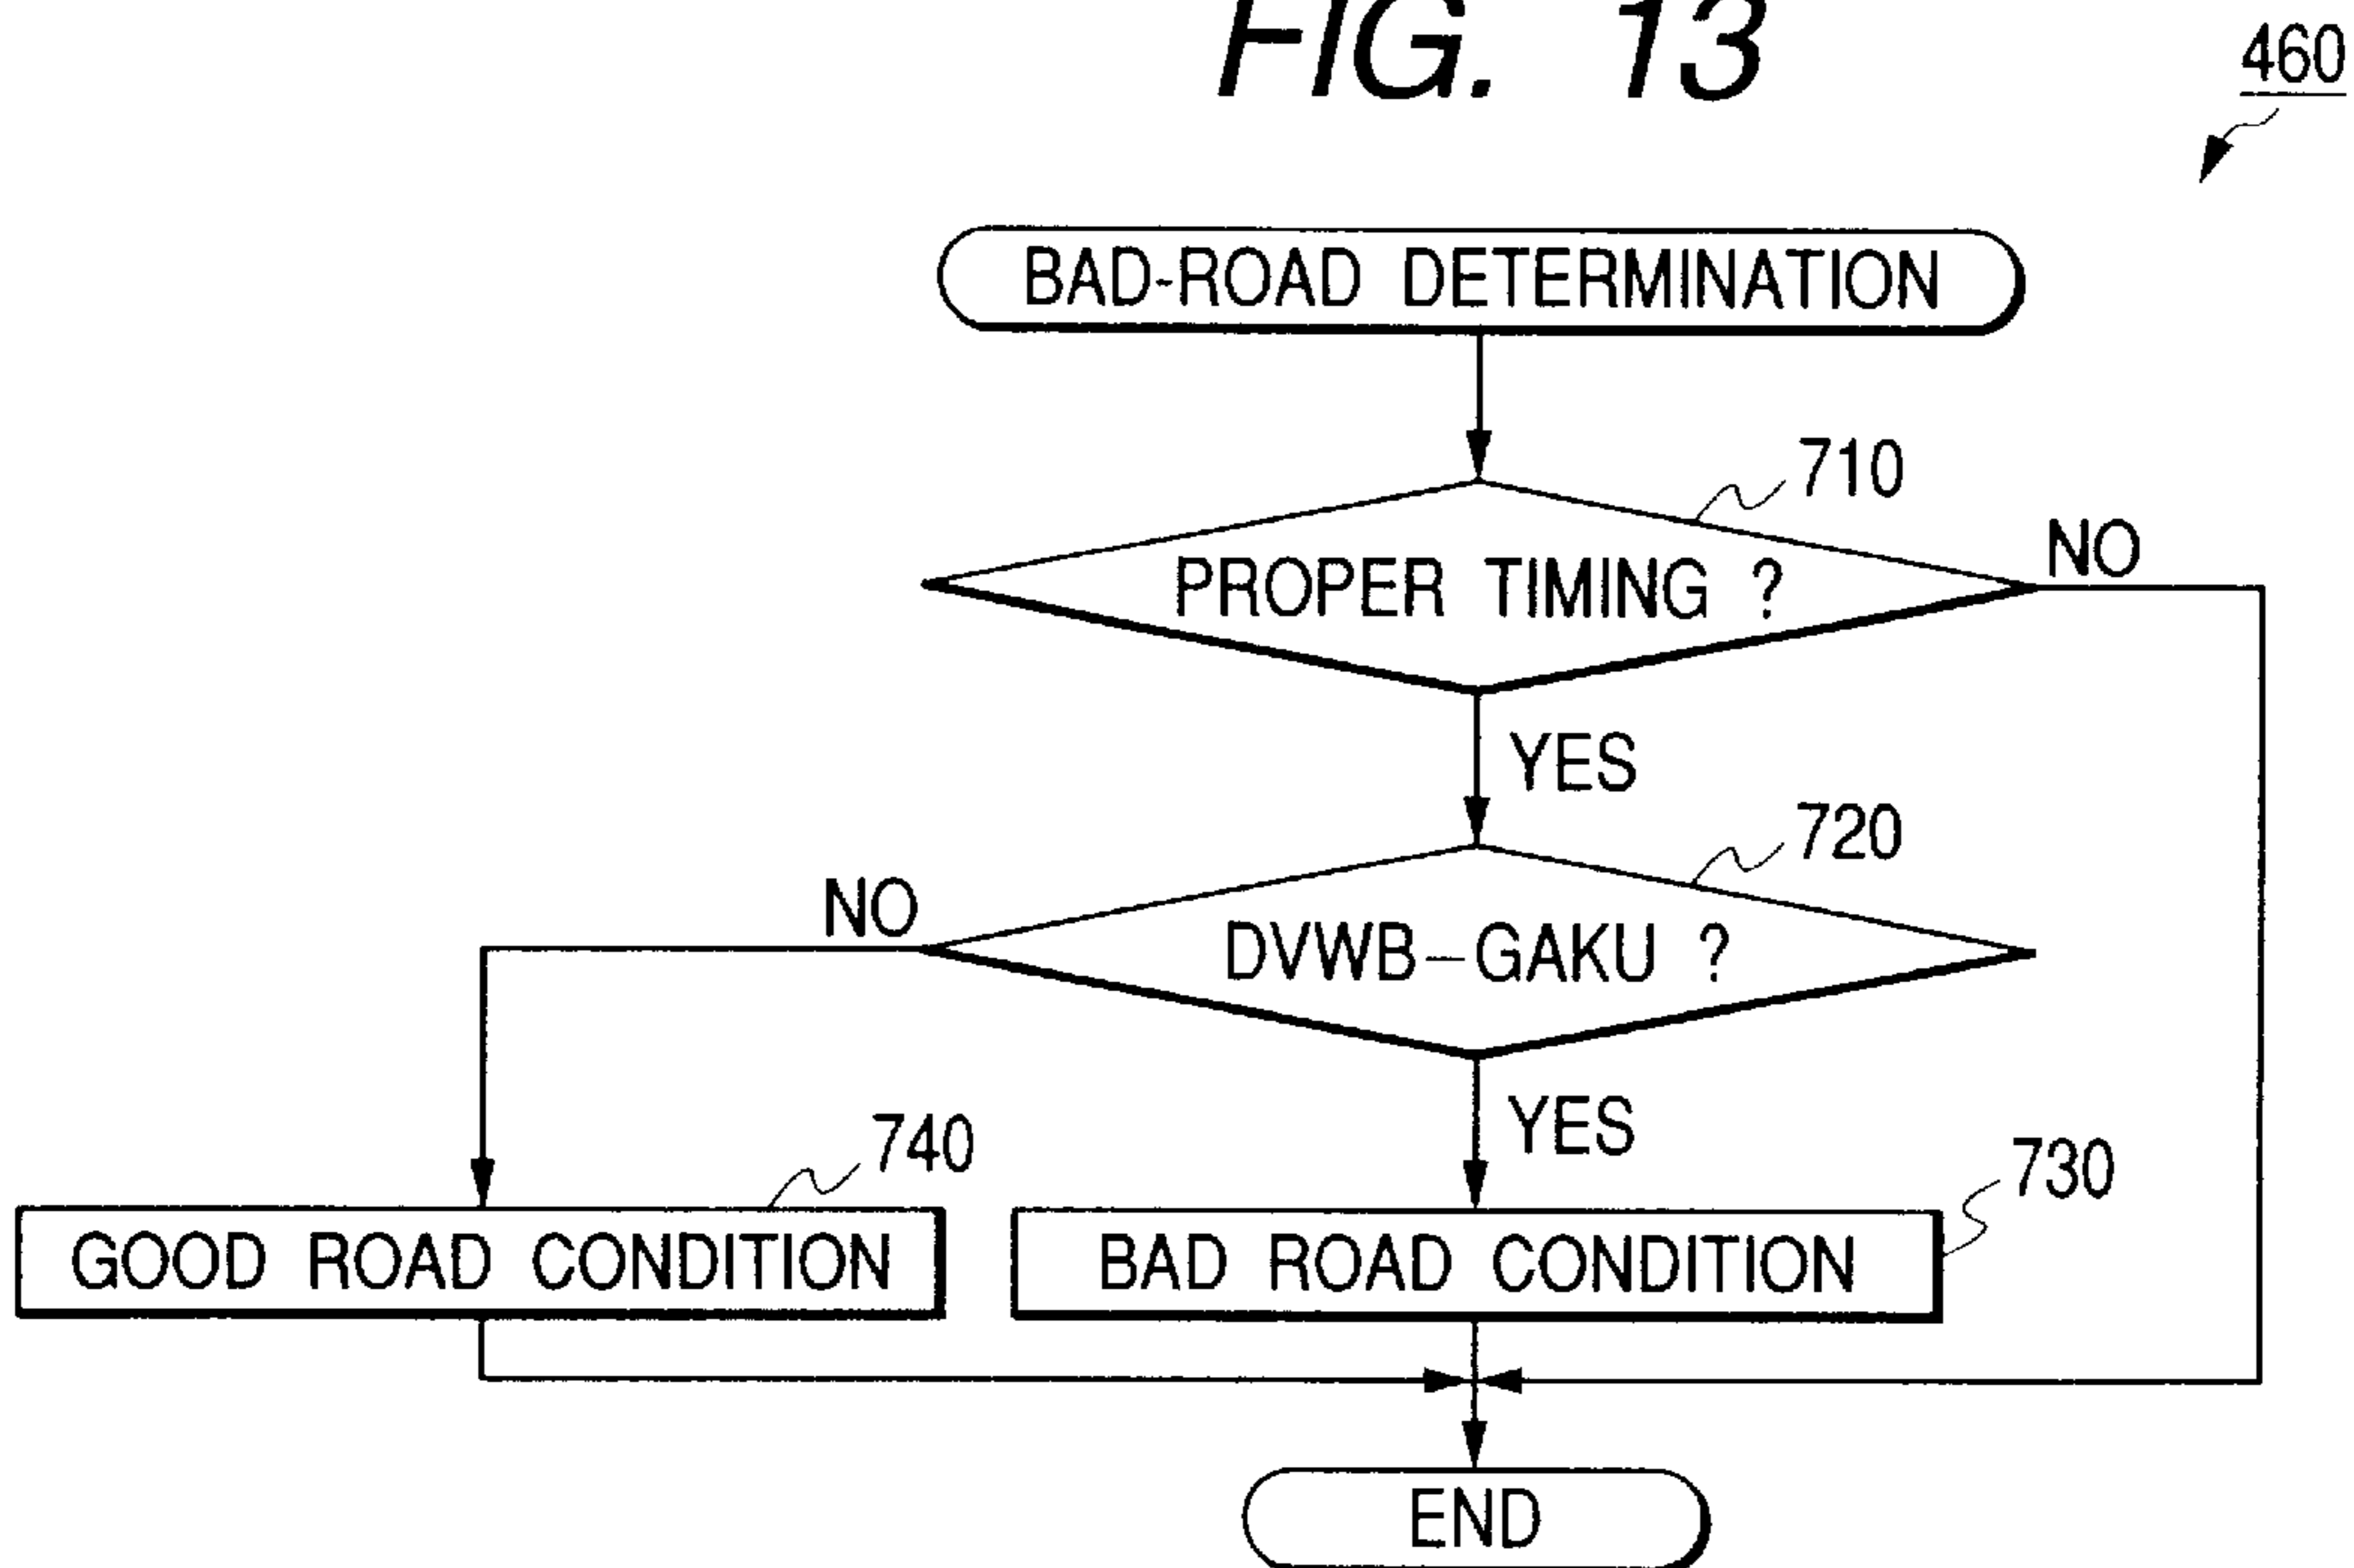 FIG. 13
460
BAD-ROAD DETERMINATION
710
PROPER TIMING ?
NO
YES
720
DVWB-GAKU ?
NO
YES
740
730
GOOD ROAD CONDITION
BAD ROAD CONDITION
END